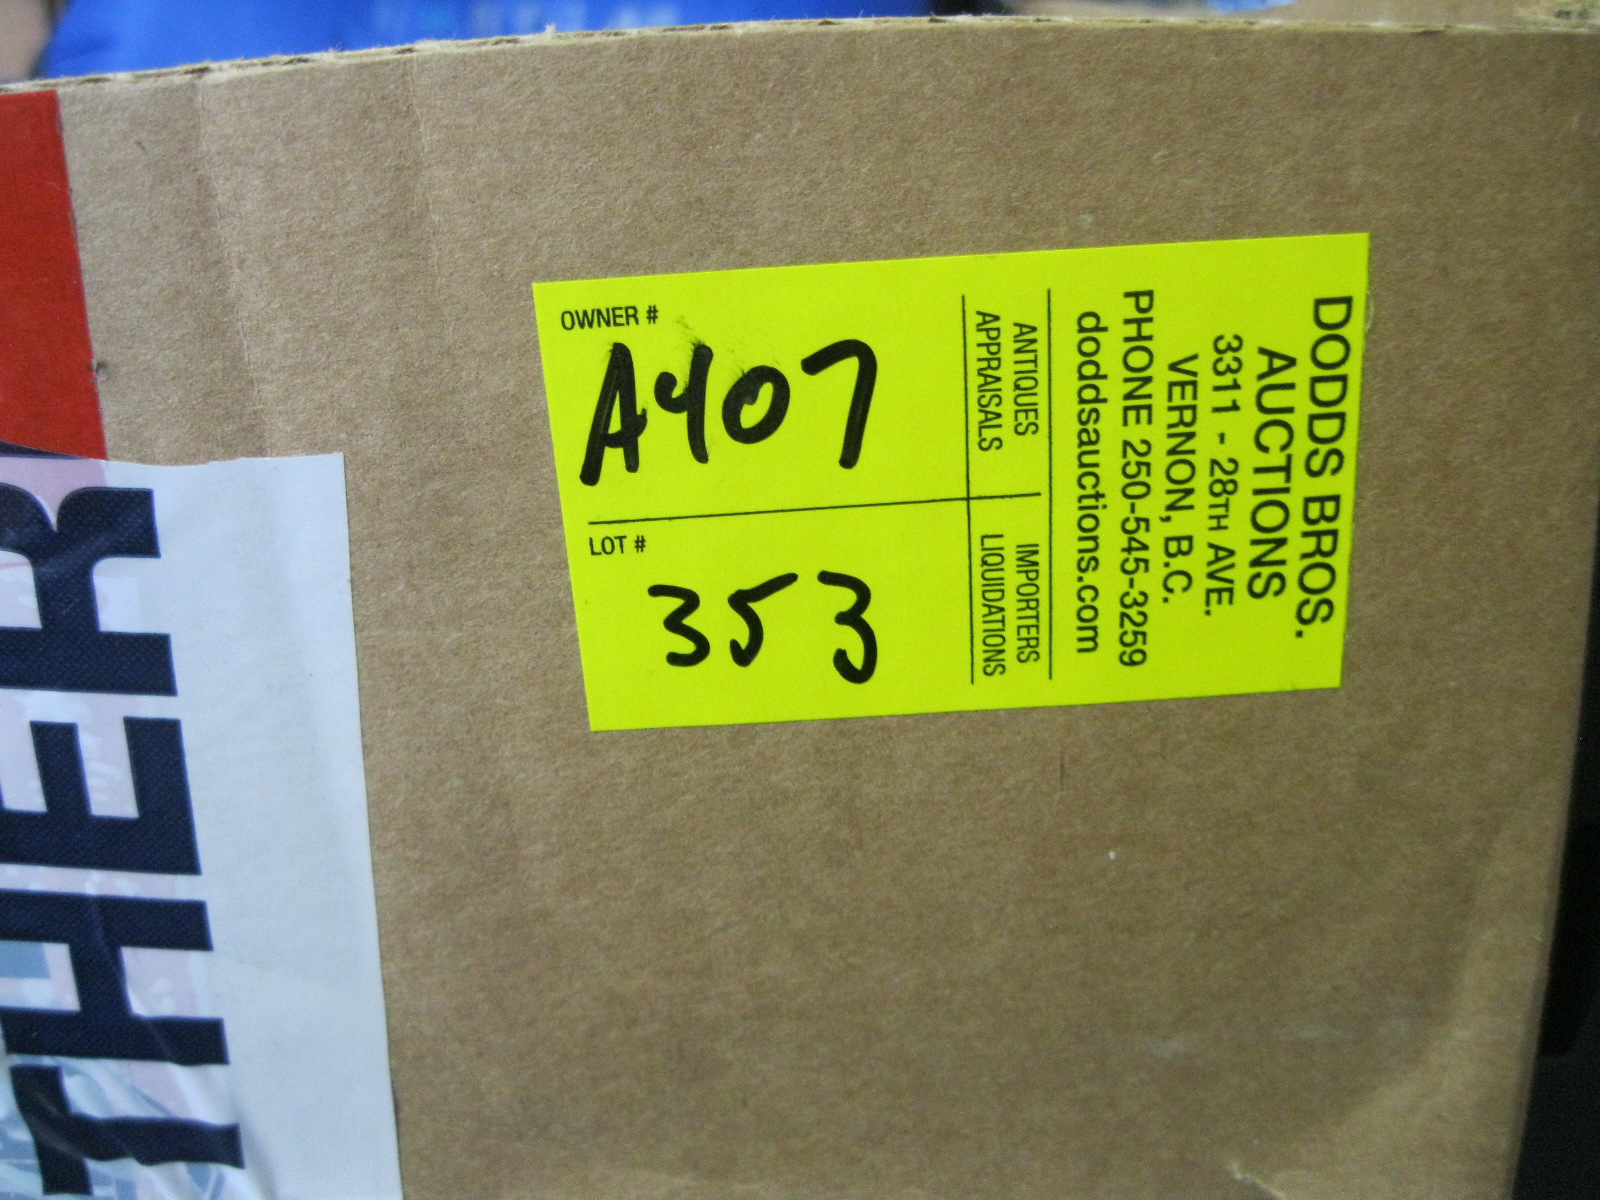 DODDS BROS.
AUCTIONS
3311 - 28TH AVE.
VERNON, B.C.
PHONE 250-545-3259
doddsauctions.com
ANTIQUES
APPRAISALS
IMPORTERS
LIQUIDATIONS
OWNER #
A407
LOT #
353
THER